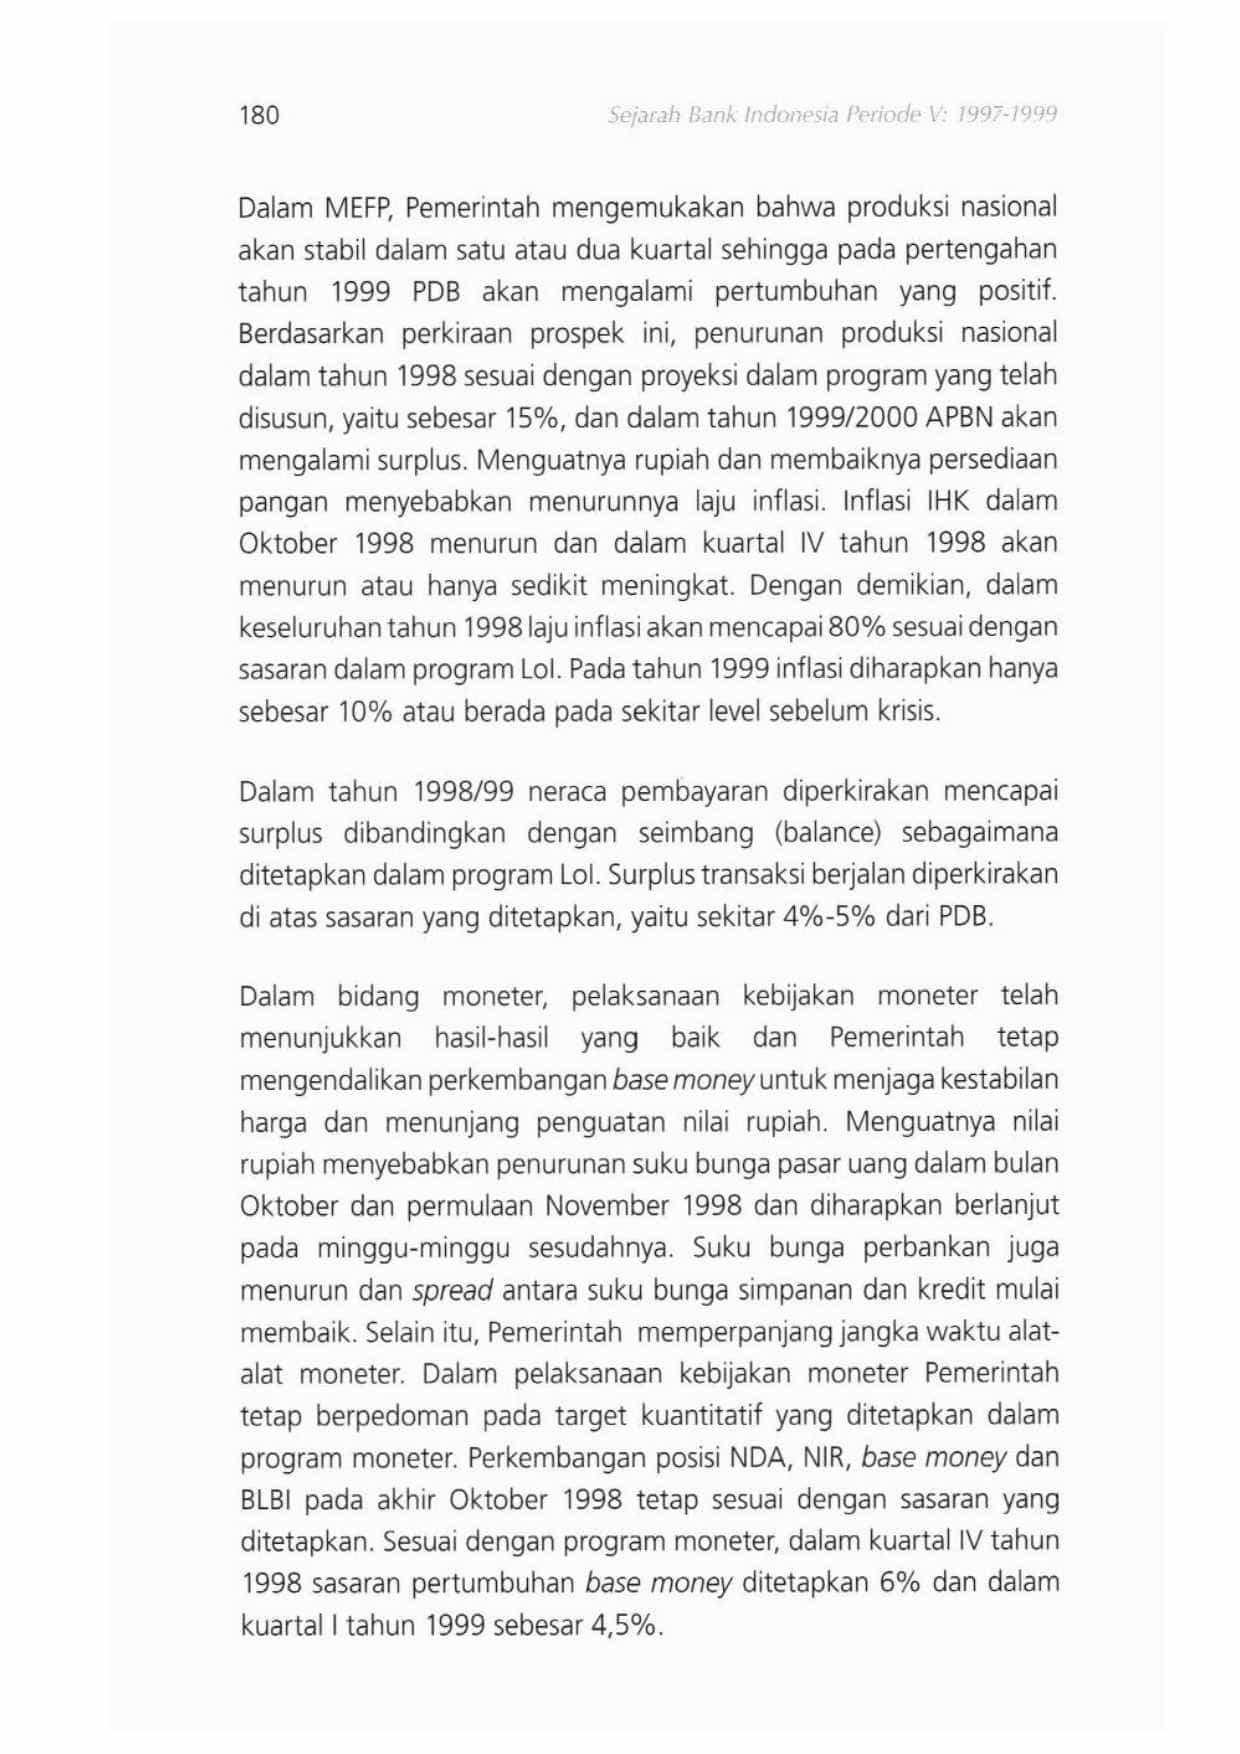 180
Sejarah Bank Indonesia Periode V: 1997-1999
Dalam MEFP, Pemerintah mengemukakan bahwa produksi nasional
akan stabil dalam satu atau dua kuartal sehingga pada pertengahan
tahun 1999 PDB akan mengalami pertumbuhan yang positif.
Berdasarkan perkiraan prospek ini, penurunan produksi nasional
dalam tahun 1998 sesuai dengan proyeksi dalam program yang telah
disusun, yaitu sebesar 15%, dan dalam tahun 1999/2000 APBN akan
mengalami surplus. Menguatnya rupiah dan membaiknya persediaan
pangan menyebabkan menurunnya laju inflasi. Inflasi IHK dalam
Oktober 1998 menurun dan dalam kuartal IV tahun 1998 akan
menurun atau hanya sedikit meningkat. Dengan demikian, dalam
keseluruhan tahun 1998 laju inflasi akan mencapai 80% sesuai dengan
sasaran dalam program LoI. Pada tahun 1999 inflasi diharapkan hanya
sebesar 10% atau berada pada sekitar level sebelum krisis.
Dalam tahun 1998/99 neraca pembayaran diperkirakan mencapai
surplus dibandingkan dengan seimbang (balance) sebagaimana
ditetapkan dalam program LoI. Surplus transaksi berjalan diperkirakan
di atas sasaran yang ditetapkan, yaitu sekitar 4%-5% dari PDB.
Dalam bidang moneter, pelaksanaan kebijakan moneter telah
menunjukkan hasil-hasil yang baik dan Pemerintah tetap
mengendalikan perkembangan base money untuk menjaga kestabilan
harga dan menunjang penguatan nilai rupiah. Menguatnya nilai
rupiah menyebabkan penurunan suku bunga pasar uang dalam bulan
Oktober dan permulaan November 1998 dan diharapkan berlanjut
pada minggu-minggu sesudahnya. Suku bunga perbankan juga
menurun dan spread antara suku bunga simpanan dan kredit mulai
membaik. Selain itu, Pemerintah memperpanjang jangka waktu alat-
alat moneter. Dalam pelaksanaan kebijakan moneter Pemerintah
tetap berpedoman pada target kuantitatif yang ditetapkan dalam
program moneter. Perkembangan posisi NDA, NIR, base money dan
BLBI pada akhir Oktober 1998 tetap sesuai dengan sasaran yang
ditetapkan. Sesuai dengan program moneter, dalam kuartal IV tahun
1998 sasaran pertumbuhan base money ditetapkan 6% dan dalam
kuartal I tahun 1999 sebesar 4,5%.